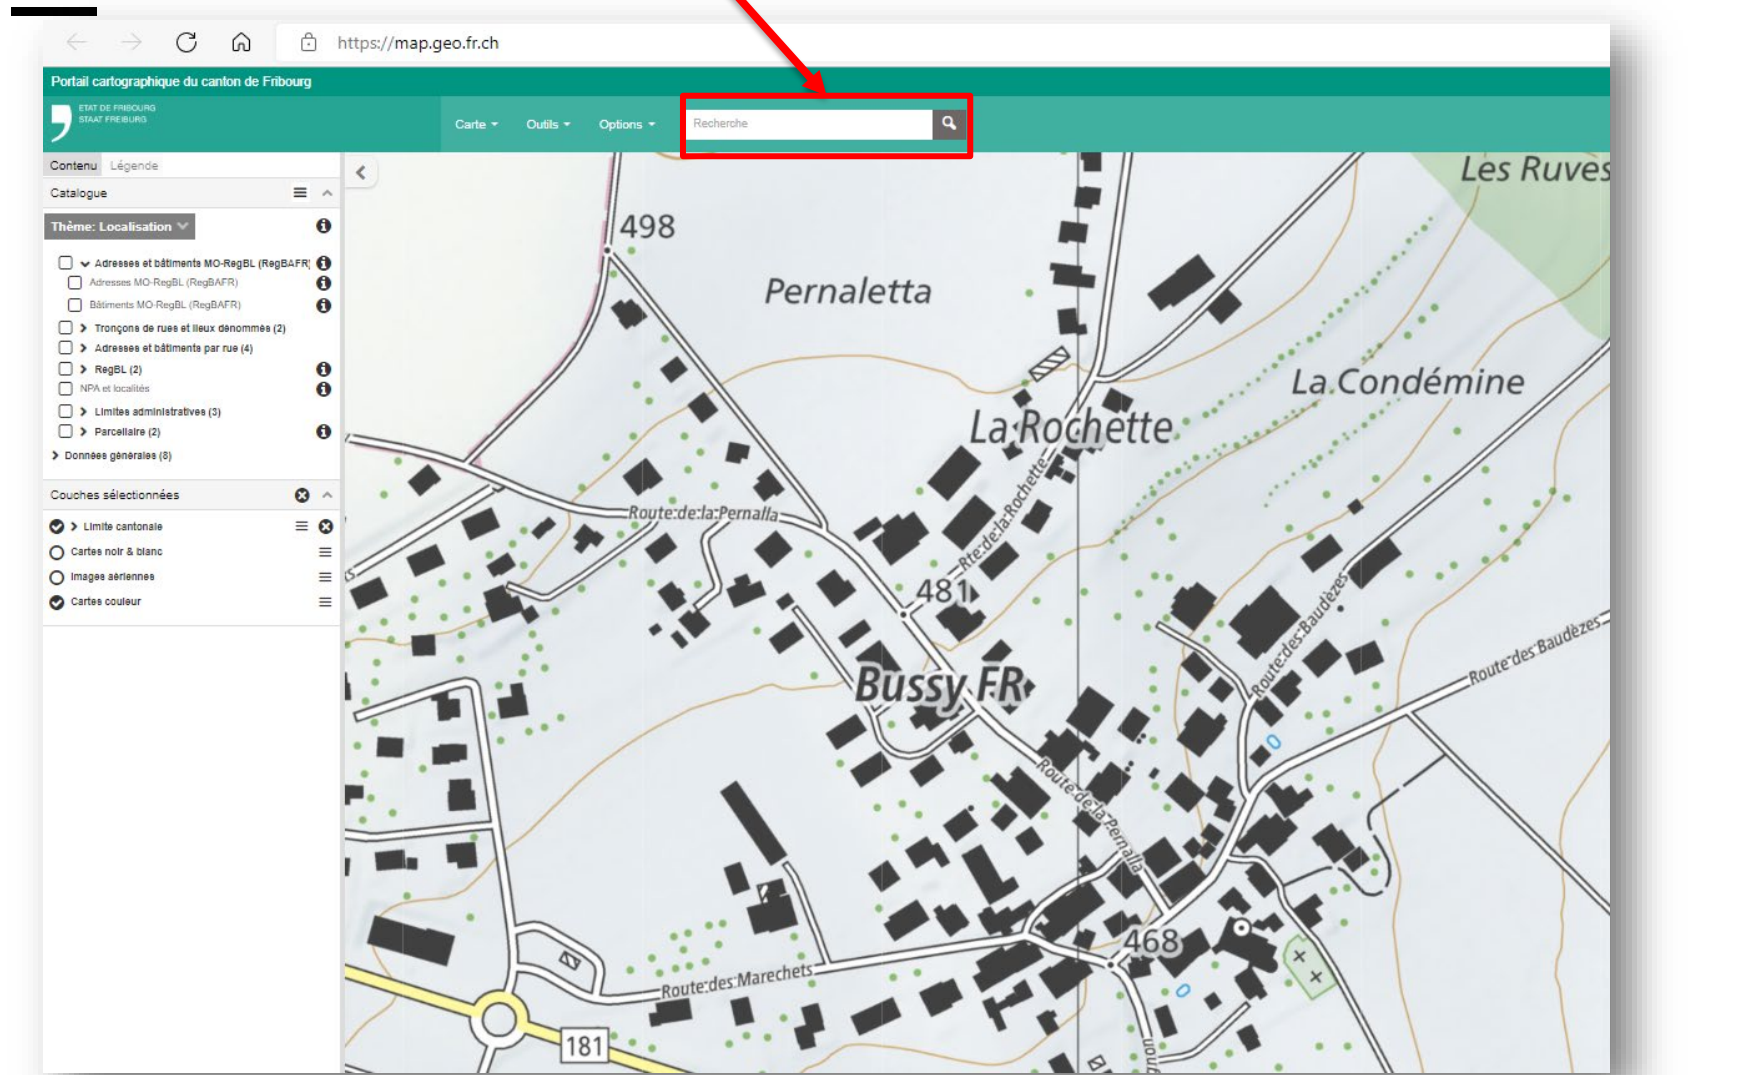 https://map.geo.fr.ch
Portail cartographique du canton de Fribourg
ETAT DE FRIBOURG
STAAT FREIBURG
Carte
Outils
Options
Recherche
Contenu Légende
Catalogue
Thème: Localisation
Adresses et bâtiments MO-RegBL (RegBAFR)
Adresses MO-RegBL (RegBAFR)
Bâtiments MO-RegBL (RegBAFR)
Tronçons de rues et lieux dénommés (2)
Adresses et bâtiments par rue (4)
RegBL (2)
NPA et localités
Limites administratives (3)
Parcellaire (2)
Données générales (8)
Couches sélectionnées
Limite cantonale
Cartes noir & blanc
Images aériennes
Cartes couleur
Les Ruves
498
Pernaletta
La Condémine
La Rochette
Route de la Pernalla
Rte de la Rochette
481
Route des Baudèzes
Route des Baudèzes
Bussy FR
Route de la Pernalla
468
Route des Marechets
181